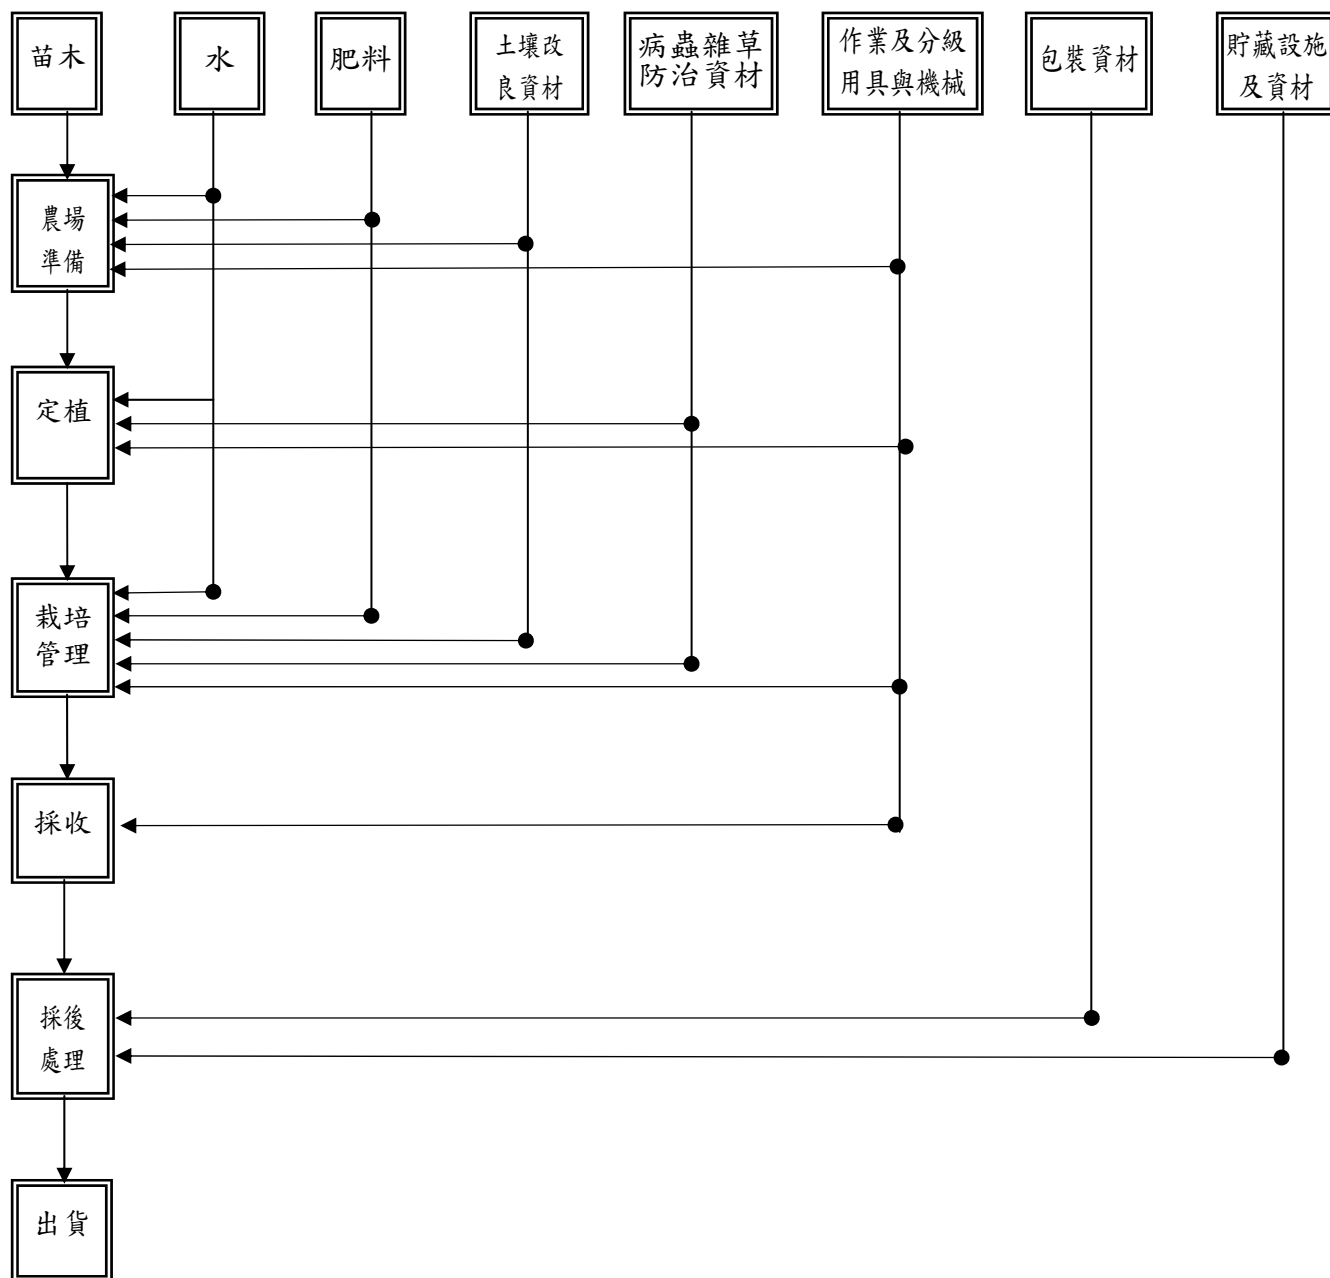 苗木
水
肥料
土壤改
良資材
病蟲雜草
防治資材
作業及分級
用具與機械
包裝資材
貯藏設施
及資材
農場
準備
定植
栽培
管理
採收
採後
處理
出貨